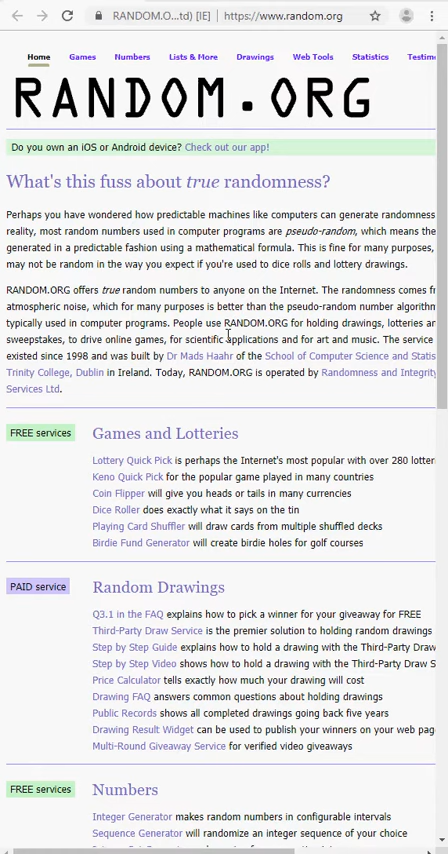 RANDOM.O...td) [IE] | https://www.random.org
Home Games Numbers Lists & More Drawings Web Tools Statistics Testim
RANDOM.ORG
Do you own an iOS or Android device? Check out our app!
What's this fuss about true randomness?
Perhaps you have wondered how predictable machines like computers can generate randomness
reality, most random numbers used in computer programs are pseudo-random, which means the
generated in a predictable fashion using a mathematical formula. This is fine for many purposes,
may not be random in the way you expect if you're used to dice rolls and lottery drawings.
RANDOM.ORG offers true random numbers to anyone on the Internet. The randomness comes fr
atmospheric noise, which for many purposes is better than the pseudo-random number algorithm
typically used in computer programs. People use RANDOM.ORG for holding drawings, lotteries an
sweepstakes, to drive online games, for scientific applications and for art and music. The service
existed since 1998 and was built by Dr Mads Haahr of the School of Computer Science and Statis
Trinity College, Dublin in Ireland. Today, RANDOM.ORG is operated by Randomness and Integrity
Services Ltd.
FREE services Games and Lotteries
Lottery Quick Pick is perhaps the Internet's most popular with over 280 lotter
Keno Quick Pick for the popular game played in many countries
Coin Flipper will give you heads or tails in many currencies
Dice Roller does exactly what it says on the tin
Playing Card Shuffler will draw cards from multiple shuffled decks
Birdie Fund Generator will create birdie holes for golf courses
PAID service Random Drawings
Q3.1 in the FAQ explains how to pick a winner for your giveaway for FREE
Third-Party Draw Service is the premier solution to holding random drawings
Step by Step Guide explains how to hold a drawing with the Third-Party Draw
Step by Step Video shows how to hold a drawing with the Third-Party Draw S
Price Calculator tells exactly how much your drawing will cost
Drawing FAQ answers common questions about holding drawings
Public Records shows all completed drawings going back five years
Drawing Result Widget can be used to publish your winners on your web pag
Multi-Round Giveaway Service for verified video giveaways
FREE services Numbers
Integer Generator makes random numbers in configurable intervals
Sequence Generator will randomize an integer sequence of your choice